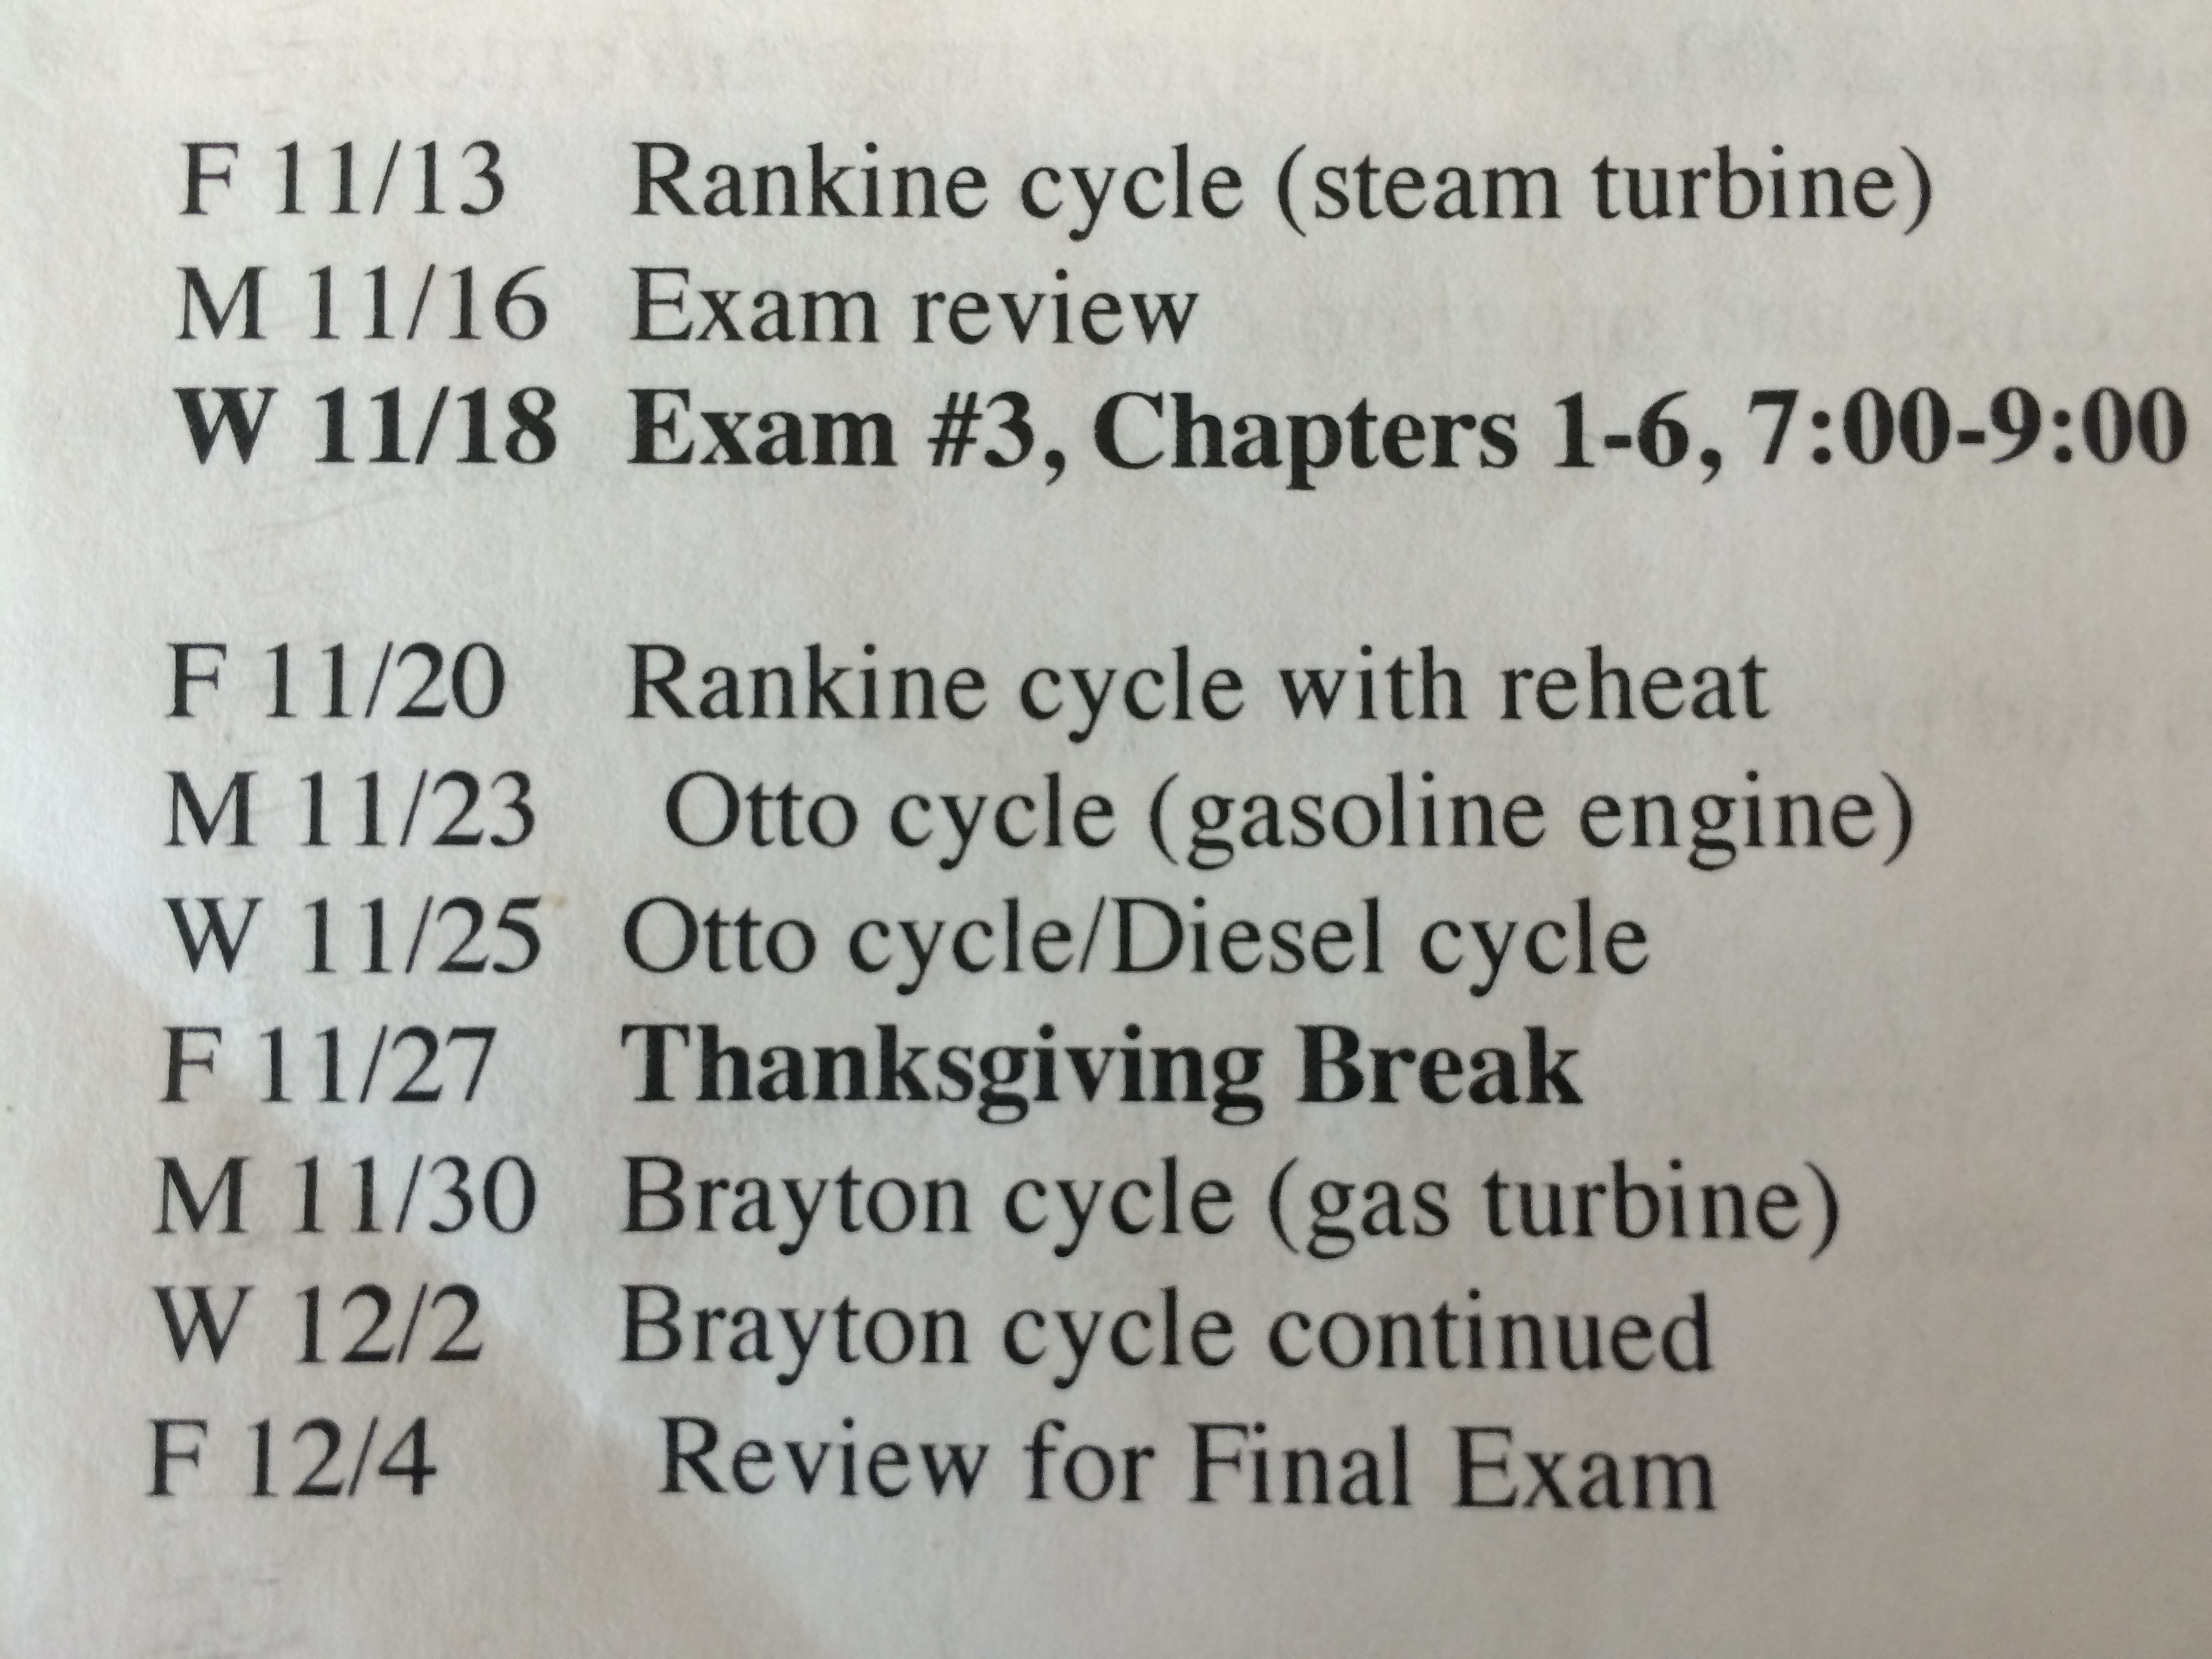 F 11/13 Rankine cycle (steam turbine)
M 11/16 Exam review
W 11/18 Exam #3, Chapters 1-6, 7:00-9:00
F 11/20 Rankine cycle with reheat
M 11/23 Otto cycle (gasoline engine)
W 11/25 Otto cycle/Diesel cycle
F 11/27 Thanksgiving Break
M 11/30 Brayton cycle (gas turbine)
W 12/2 Brayton cycle continued
F 12/4 Review for Final Exam